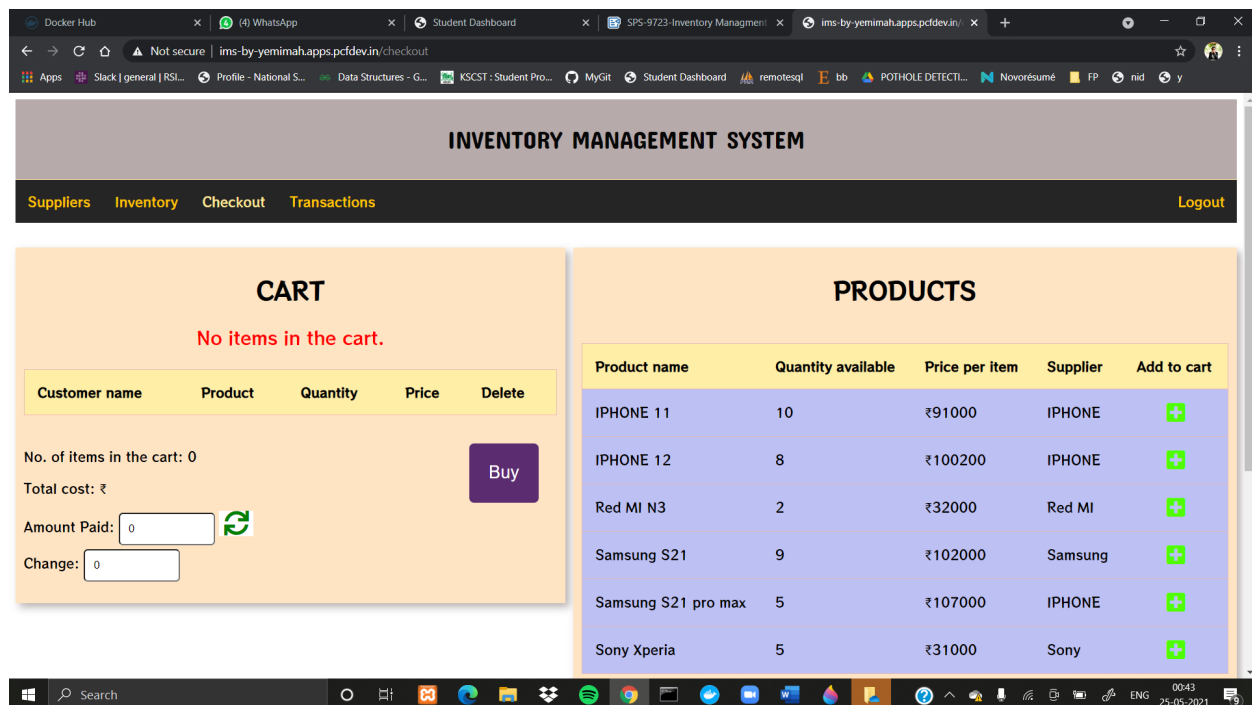 Docker Hub
(4) WhatsApp
Student Dashboard
SPS-9723-Inventory Managment
ims-by-yemimah.apps.pcfdev.in/
Not secure | ims-by-yemimah.apps.pcfdev.in/checkout
Apps Slack | general | RSI... Profile - National S... Data Structures - G... KSCST : Student Pro... MyGit Student Dashboard remotesql bb POTHOLE DETECTI... Novorésumé FP nid y
INVENTORY MANAGEMENT SYSTEM
Suppliers Inventory Checkout Transactions Logout
CART
No items in the cart.
Customer name Product Quantity Price Delete
No. of items in the cart: 0
Buy
Total cost: ₹
Amount Paid: 0
Change: 0
PRODUCTS
Product name Quantity available Price per item Supplier Add to cart
IPHONE 11 10 ₹91000 IPHONE
IPHONE 12 8 ₹100200 IPHONE
Red MI N3 2 ₹32000 Red MI
Samsung S21 9 ₹102000 Samsung
Samsung S21 pro max 5 ₹107000 IPHONE
Sony Xperia 5 ₹31000 Sony
Search
ENG
00:43
25-05-2021
9